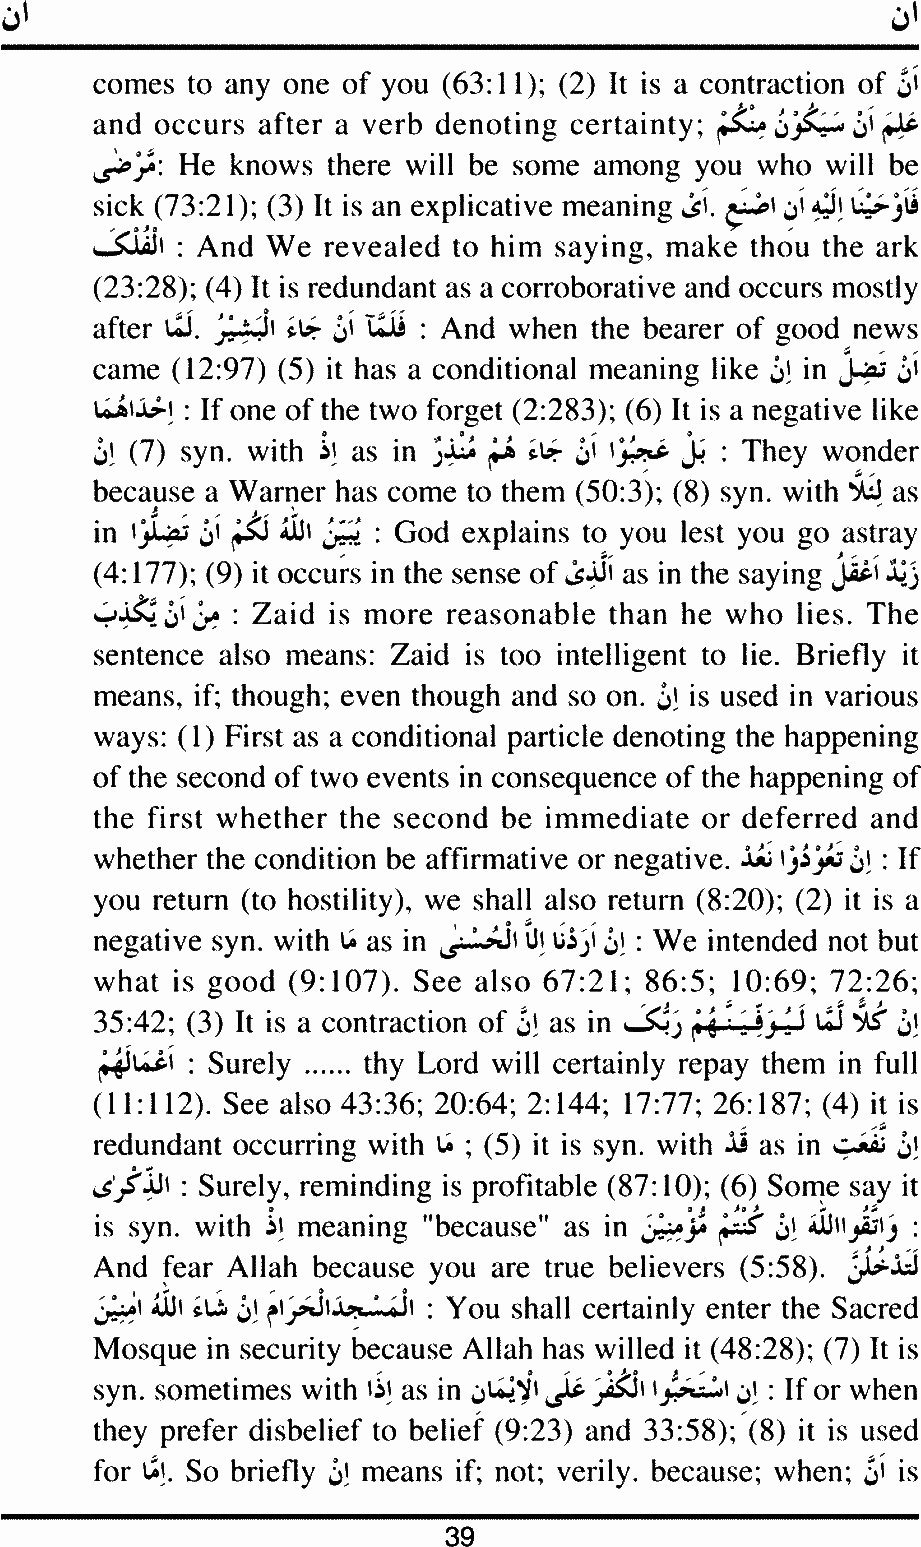 ان ان
comes to any one of you (63:11); (2) It is a contraction of اَنَّ
and occurs after a verb denoting certainty; عَلِمَ اَنْ سَيَكُوْنُ مِنْكُمْ
مَّرْضٰى: He knows there will be some among you who will be
sick (73:21); (3) It is an explicative meaning اَىْ. فَاَوْحَيْنَا اِلَيْهِ اَنِ اصْنَعِ
الْفُلْکَ : And We revealed to him saying, make thou the ark
(23:28); (4) It is redundant as a corroborative and occurs mostly
after لَمَّا. فَلَمَّآ اَنْ جَآءَ الْبَشِيْرُ : And when the bearer of good news
came (12:97) (5) it has a conditional meaning like اِنْ in اَنْ تَضِلَّ
اِحْدَاهُمَا : If one of the two forget (2:283); (6) It is a negative like
اِنْ (7) syn. with اِذْ as in بَلْ عَجِبُوْا اَنْ جَآءَ هُمْ مُنْذِرٌ : They wonder
because a Warner has come to them (50:3); (8) syn. with لِئَلَّا as
in يُبَيِّنُ اللّٰهُ لَكُمْ اَنْ تَضِلُّوْا : God explains to you lest you go astray
(4:177); (9) it occurs in the sense of اَلَّذِىْ as in the saying زَيْدٌ اَعْقَلُ
مِنْ اَنْ يَّكْذِبَ : Zaid is more reasonable than he who lies. The
sentence also means: Zaid is too intelligent to lie. Briefly it
means, if; though; even though and so on. اِنْ is used in various
ways: (1) First as a conditional particle denoting the happening
of the second of two events in consequence of the happening of
the first whether the second be immediate or deferred and
whether the condition be affirmative or negative. اِنْ تَعُوْدُوْا نَعُدْ : If
you return (to hostility), we shall also return (8:20); (2) it is a
negative syn. with مَا as in اِنْ اَرَدْنَا اِلَّا الْحُسْنٰى : We intended not but
what is good (9:107). See also 67:21; 86:5; 10:69; 72:26;
35:42; (3) It is a contraction of اِنَّ as in اِنْ كُلًّا لَّمَّا لَيُوَفِّيَنَّهُمْ رَبُّکَ
اَعْمَالَهُمْ : Surely ...... thy Lord will certainly repay them in full
(11:112). See also 43:36; 20:64; 2:144; 17:77; 26:187; (4) it is
redundant occurring with مَا ; (5) it is syn. with قَدْ as in اِنْ نَّفَعَتِ
الذِّكْرٰى : Surely, reminding is profitable (87:10); (6) Some say it
is syn. with اِذْ meaning "because" as in وَاتَّقُوااللّٰهَ اِنْ كُنْتُمْ مُؤْمِنِيْنَ :
And fear Allah because you are true believers (5:58). لَتَدْخُلُنَّ
الْمَسْجِدَالْحَرَامَ اِنْ شَآءَ اللّٰهُ اٰمِنِيْنَ : You shall certainly enter the Sacred
Mosque in security because Allah has willed it (48:28); (7) It is
syn. sometimes with اِذَا as in اِنِ اسْتَحَبُّوا الْكُفْرَ عَلَى الْاِيْمَانِ : If or when
they prefer disbelief to belief (9:23) and 33:58); (8) it is used
for اِمَّا. So briefly اِنْ means if; not; verily. because; when; اَنَّ is
39